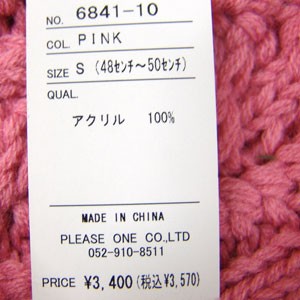 NO. 6841-10
COL. PINK
SIZE S (48センチ～50センチ)
QUAL.
アクリル 100%
MADE IN CHINA
PLEASE ONE CO.,LTD
052-910-8511
PRICE ¥3,400(税込¥3,570)